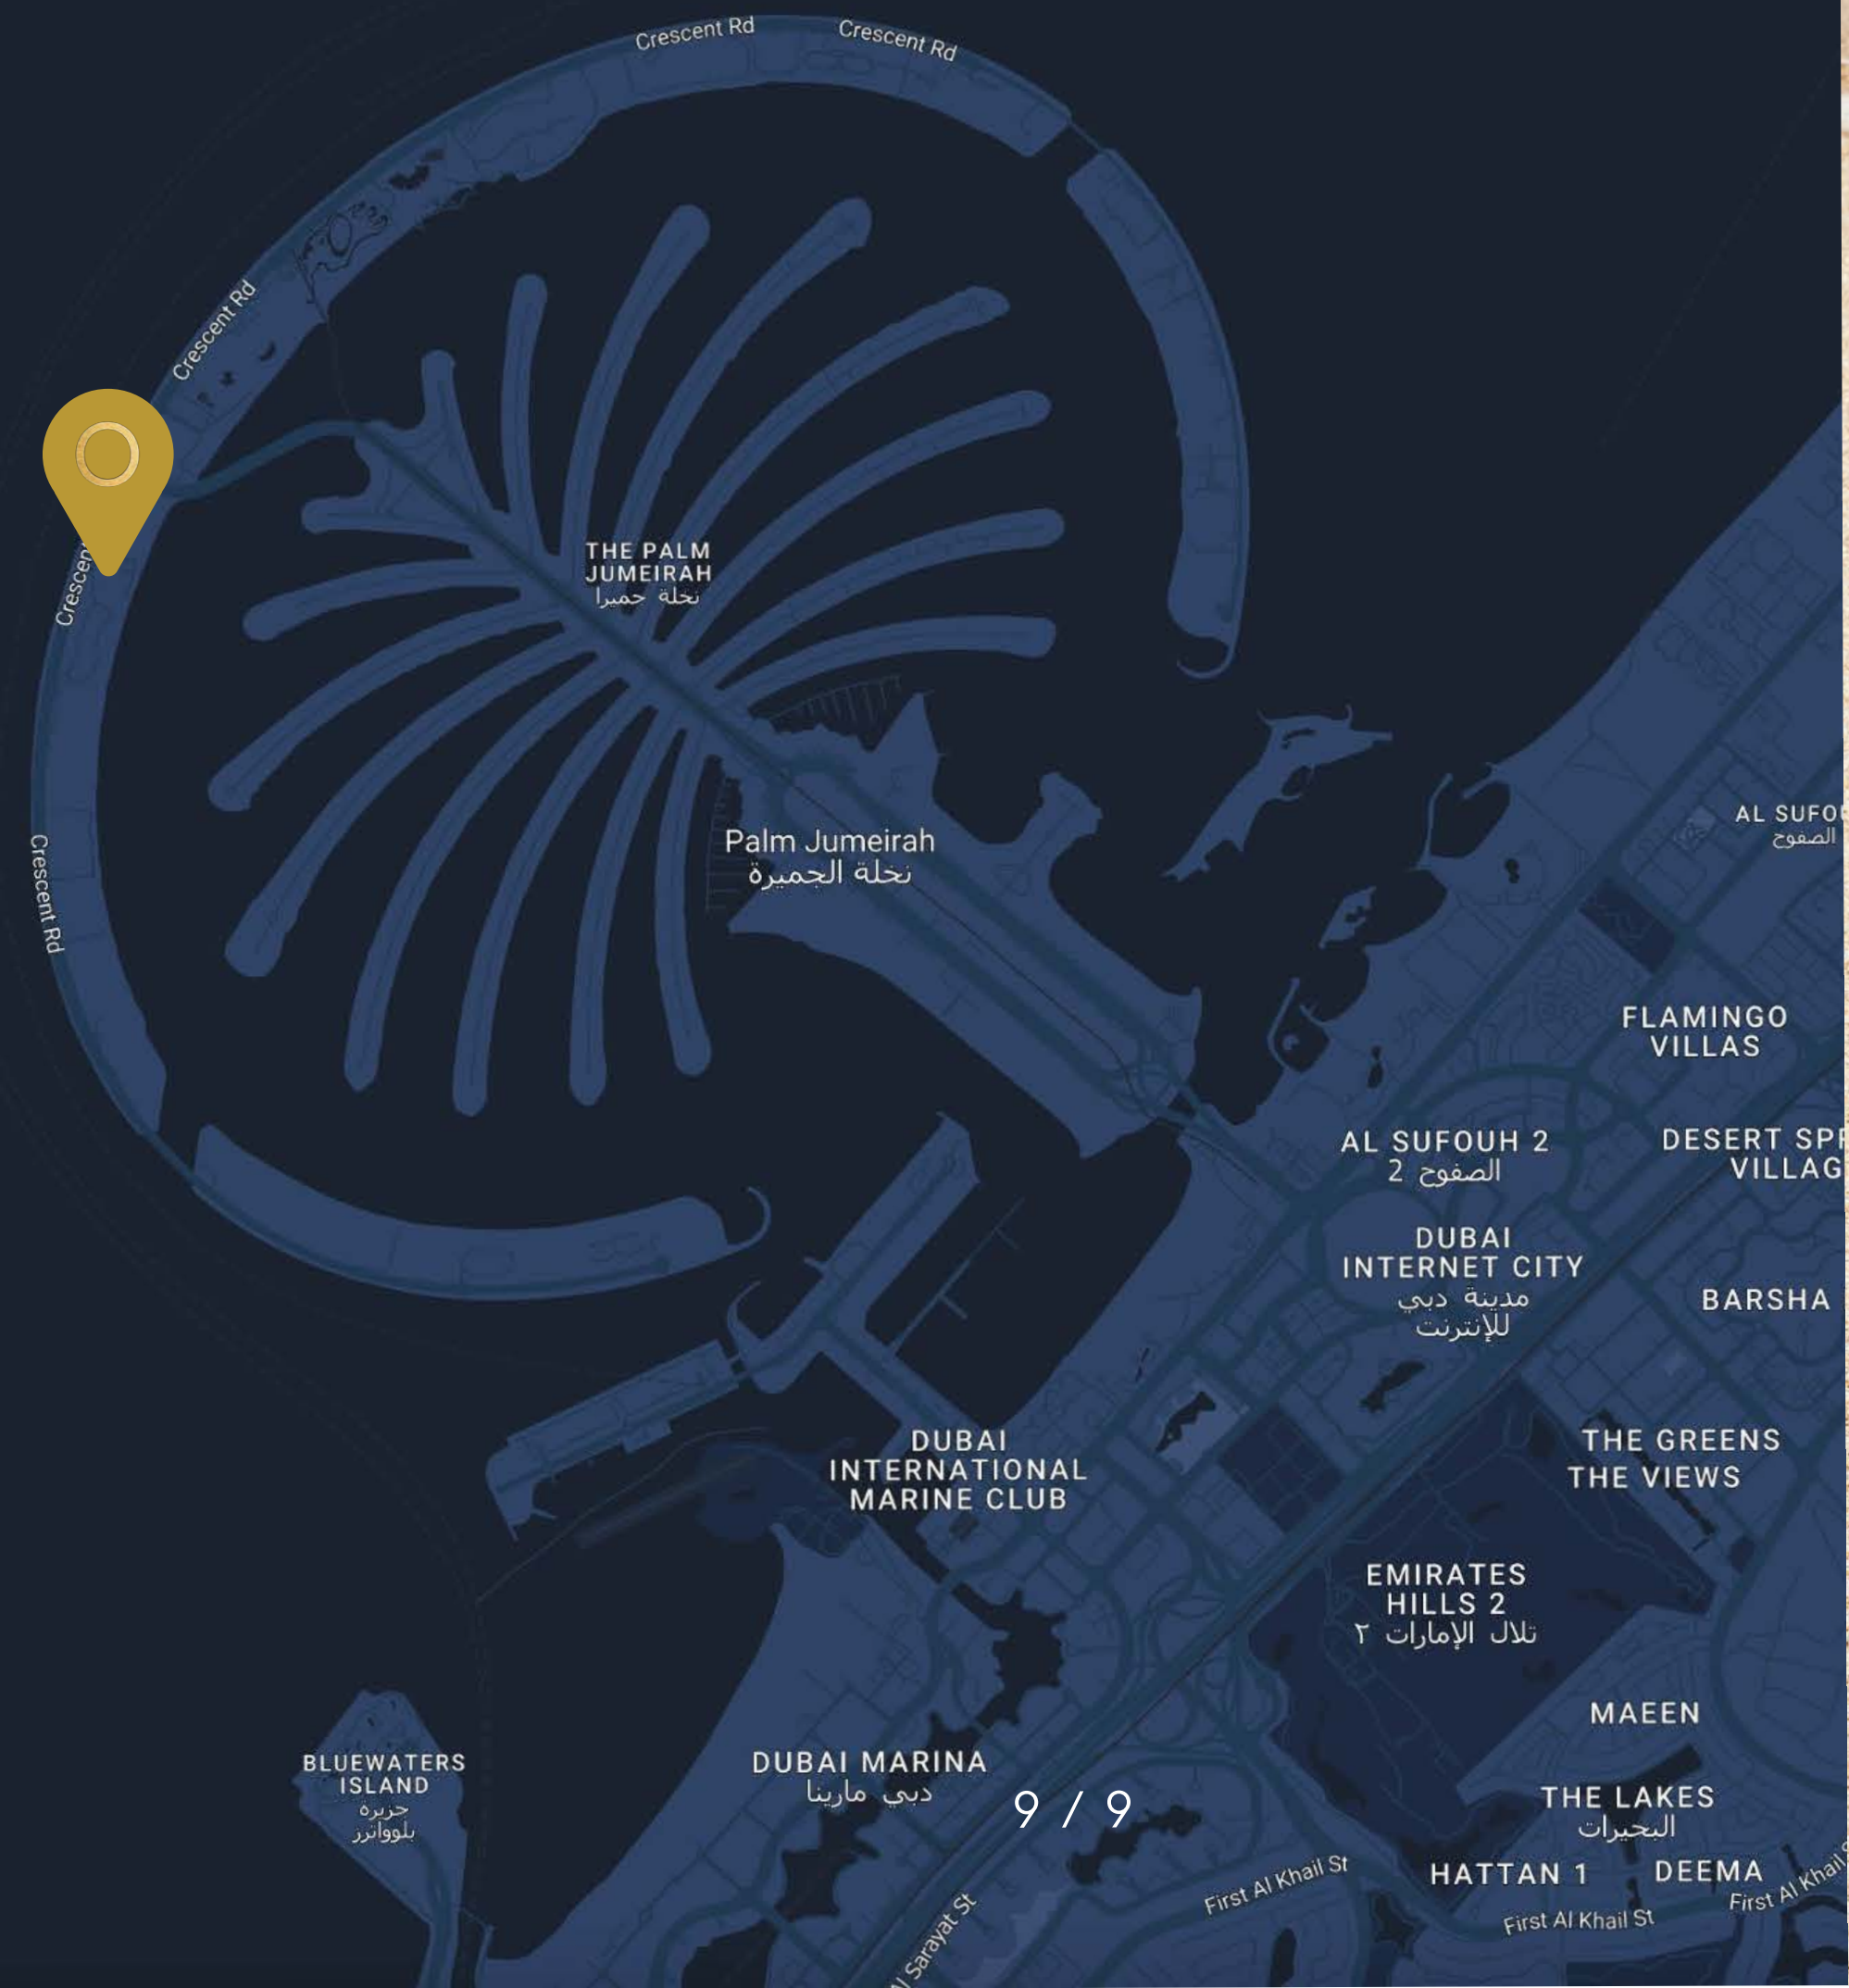 Crescent Rd
Crescent Rd
Crescent Rd
Crescent
THE PALM
JUMEIRAH
نخلة جميرا
Crescent Rd
Palm Jumeirah
نخلة الجميرة
AL SUFOU
الصفوح
FLAMINGO
VILLAS
AL SUFOUH 2
الصفوح 2
DESERT SPR
VILLAG
DUBAI
INTERNET CITY
مدينة دبي
للإنترنت
BARSHA
DUBAI
INTERNATIONAL
MARINE CLUB
THE GREENS
THE VIEWS
EMIRATES
HILLS 2
تلال الإمارات ٢
MAEEN
BLUEWATERS
ISLAND
جزيرة
بلوواترز
DUBAI MARINA
دبي مارينا
9 / 9
THE LAKES
البحيرات
HATTAN 1
DEEMA
First Al Khail St
First Al Khail St
First Al Khail
Al Sarayat St